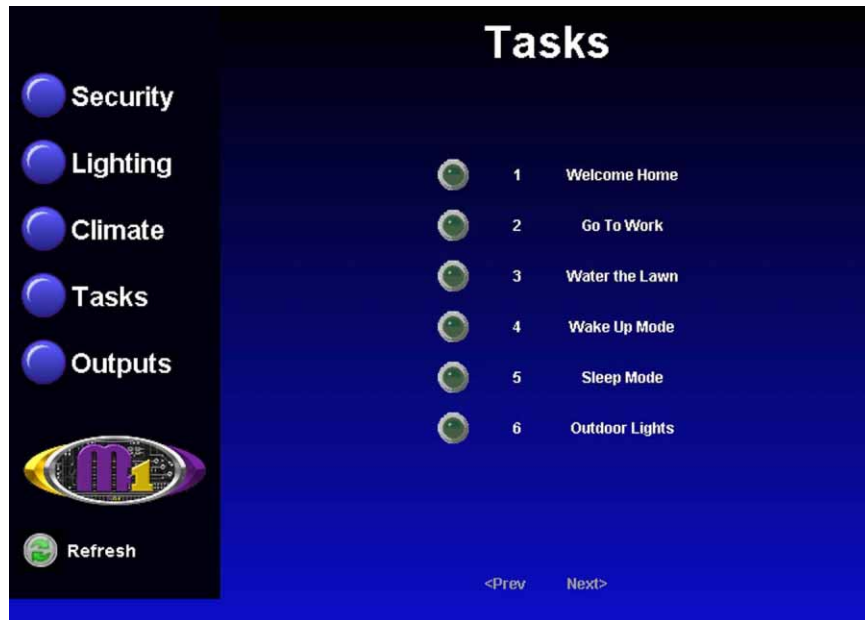 Tasks
Security
Lighting
Climate
Tasks
Outputs
1 Welcome Home
2 Go To Work
3 Water the Lawn
4 Wake Up Mode
5 Sleep Mode
6 Outdoor Lights
M1
Refresh
<Prev Next>